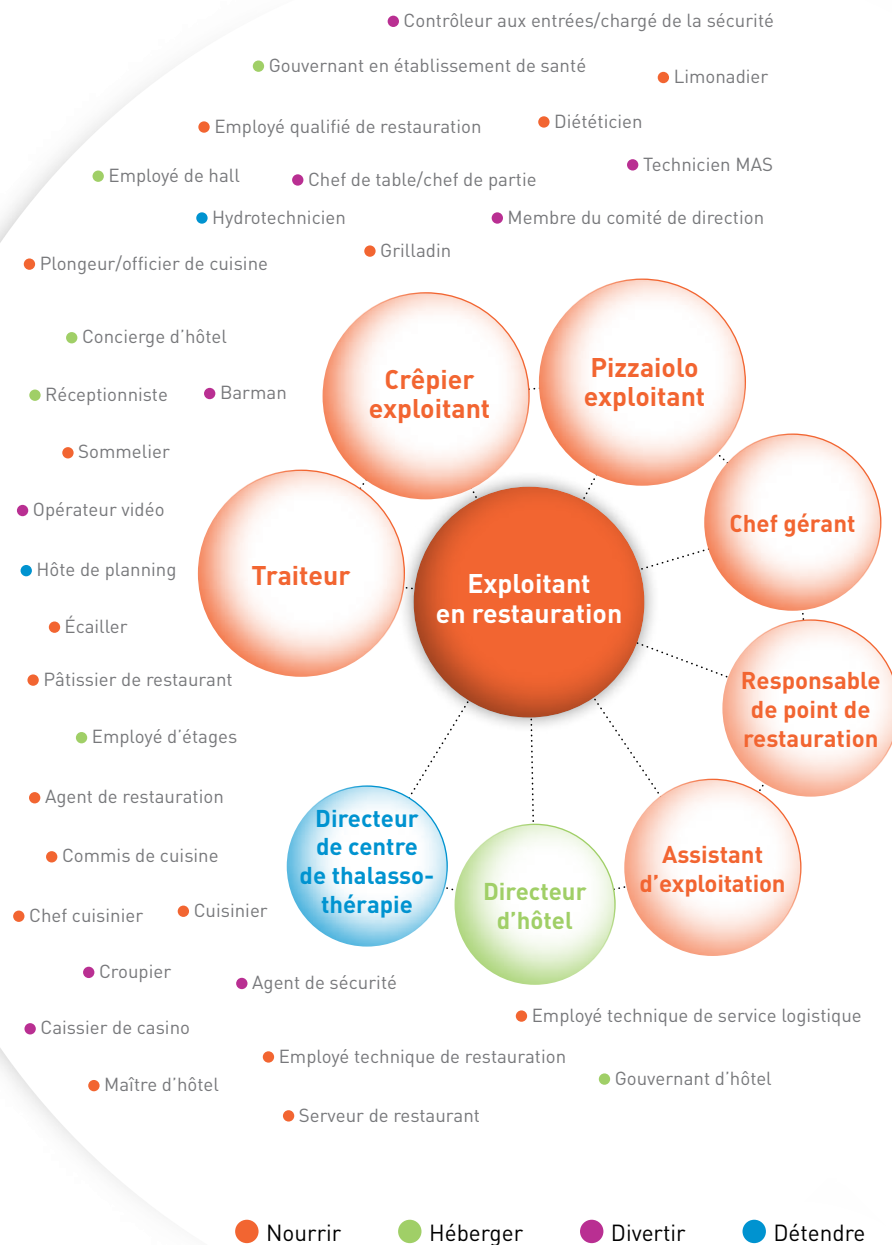 Contrôleur aux entrées/chargé de la sécurité
Gouvernant en établissement de santé
Limonadier
Employé qualifié de restauration
Diététicien
Employé de hall
Chef de table/chef de partie
Technicien MAS
Hydrotechnicien
Membre du comité de direction
Plongeur/officier de cuisine
Grilladin
Concierge d'hôtel
Crêpier
exploitant
Pizzaiolo
exploitant
Réceptionniste
Barman
Sommelier
Opérateur vidéo
Chef gérant
Hôte de planning
Traiteur
Exploitant
en restauration
Écailler
Pâtissier de restaurant
Responsable
de point de
restauration
Employé d'étages
Agent de restauration
Directeur
de centre
de thalasso-
thérapie
Commis de cuisine
Directeur
d'hôtel
Assistant
d'exploitation
Chef cuisinier
Cuisinier
Croupier
Agent de sécurité
Caissier de casino
Employé technique de service logistique
Employé technique de restauration
Maître d'hôtel
Gouvernant d'hôtel
Serveur de restaurant
Nourrir
Héberger
Divertir
Détendre